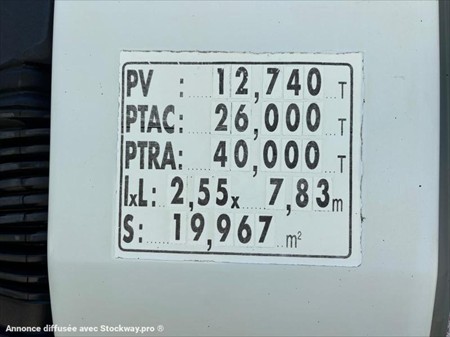 PV : 12,740 T
PTAC: 26,000 T
PTRA: 40,000 T
lxL: 2,55x 7,83m
S: 19,967 m²
Annonce diffusée avec Stockway.pro ®